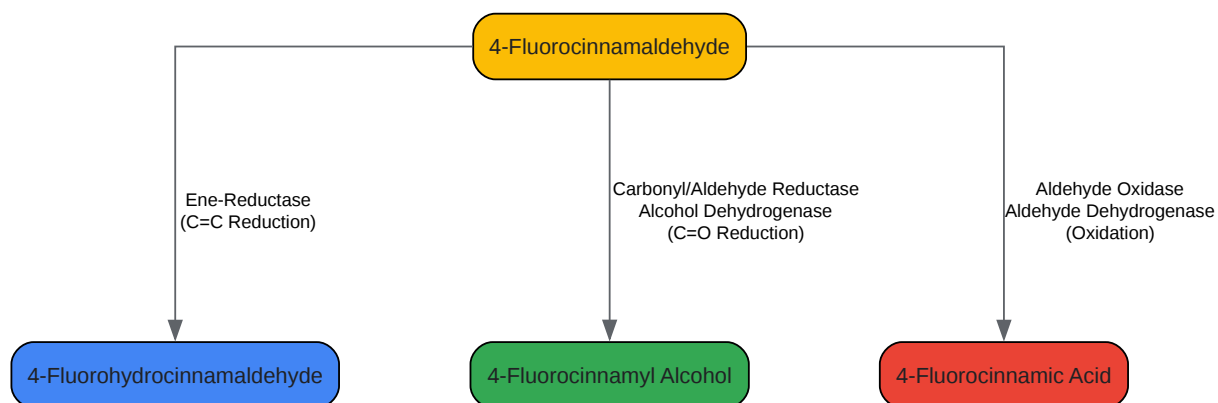 4-Fluorocinnamaldehyde
Ene-Reductase
(C=C Reduction)
Carbonyl/Aldehyde Reductase
Alcohol Dehydrogenase
(C=O Reduction)
Aldehyde Oxidase
Aldehyde Dehydrogenase
(Oxidation)
4-Fluorohydrocinnamaldehyde
4-Fluorocinnamyl Alcohol
4-Fluorocinnamic Acid